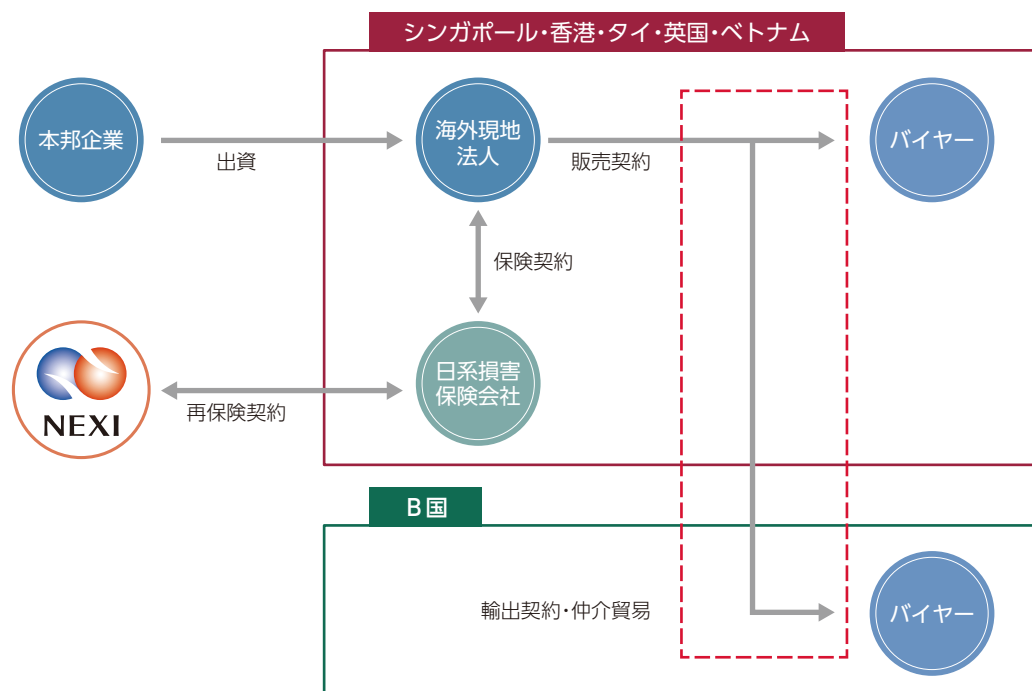 シンガポール・香港・タイ・英国・ベトナム
本邦企業
出資
海外現地
法人
販売契約
バイヤー
保険契約
NEXI
再保険契約
日系損害
保険会社
B国
輸出契約・仲介貿易
バイヤー